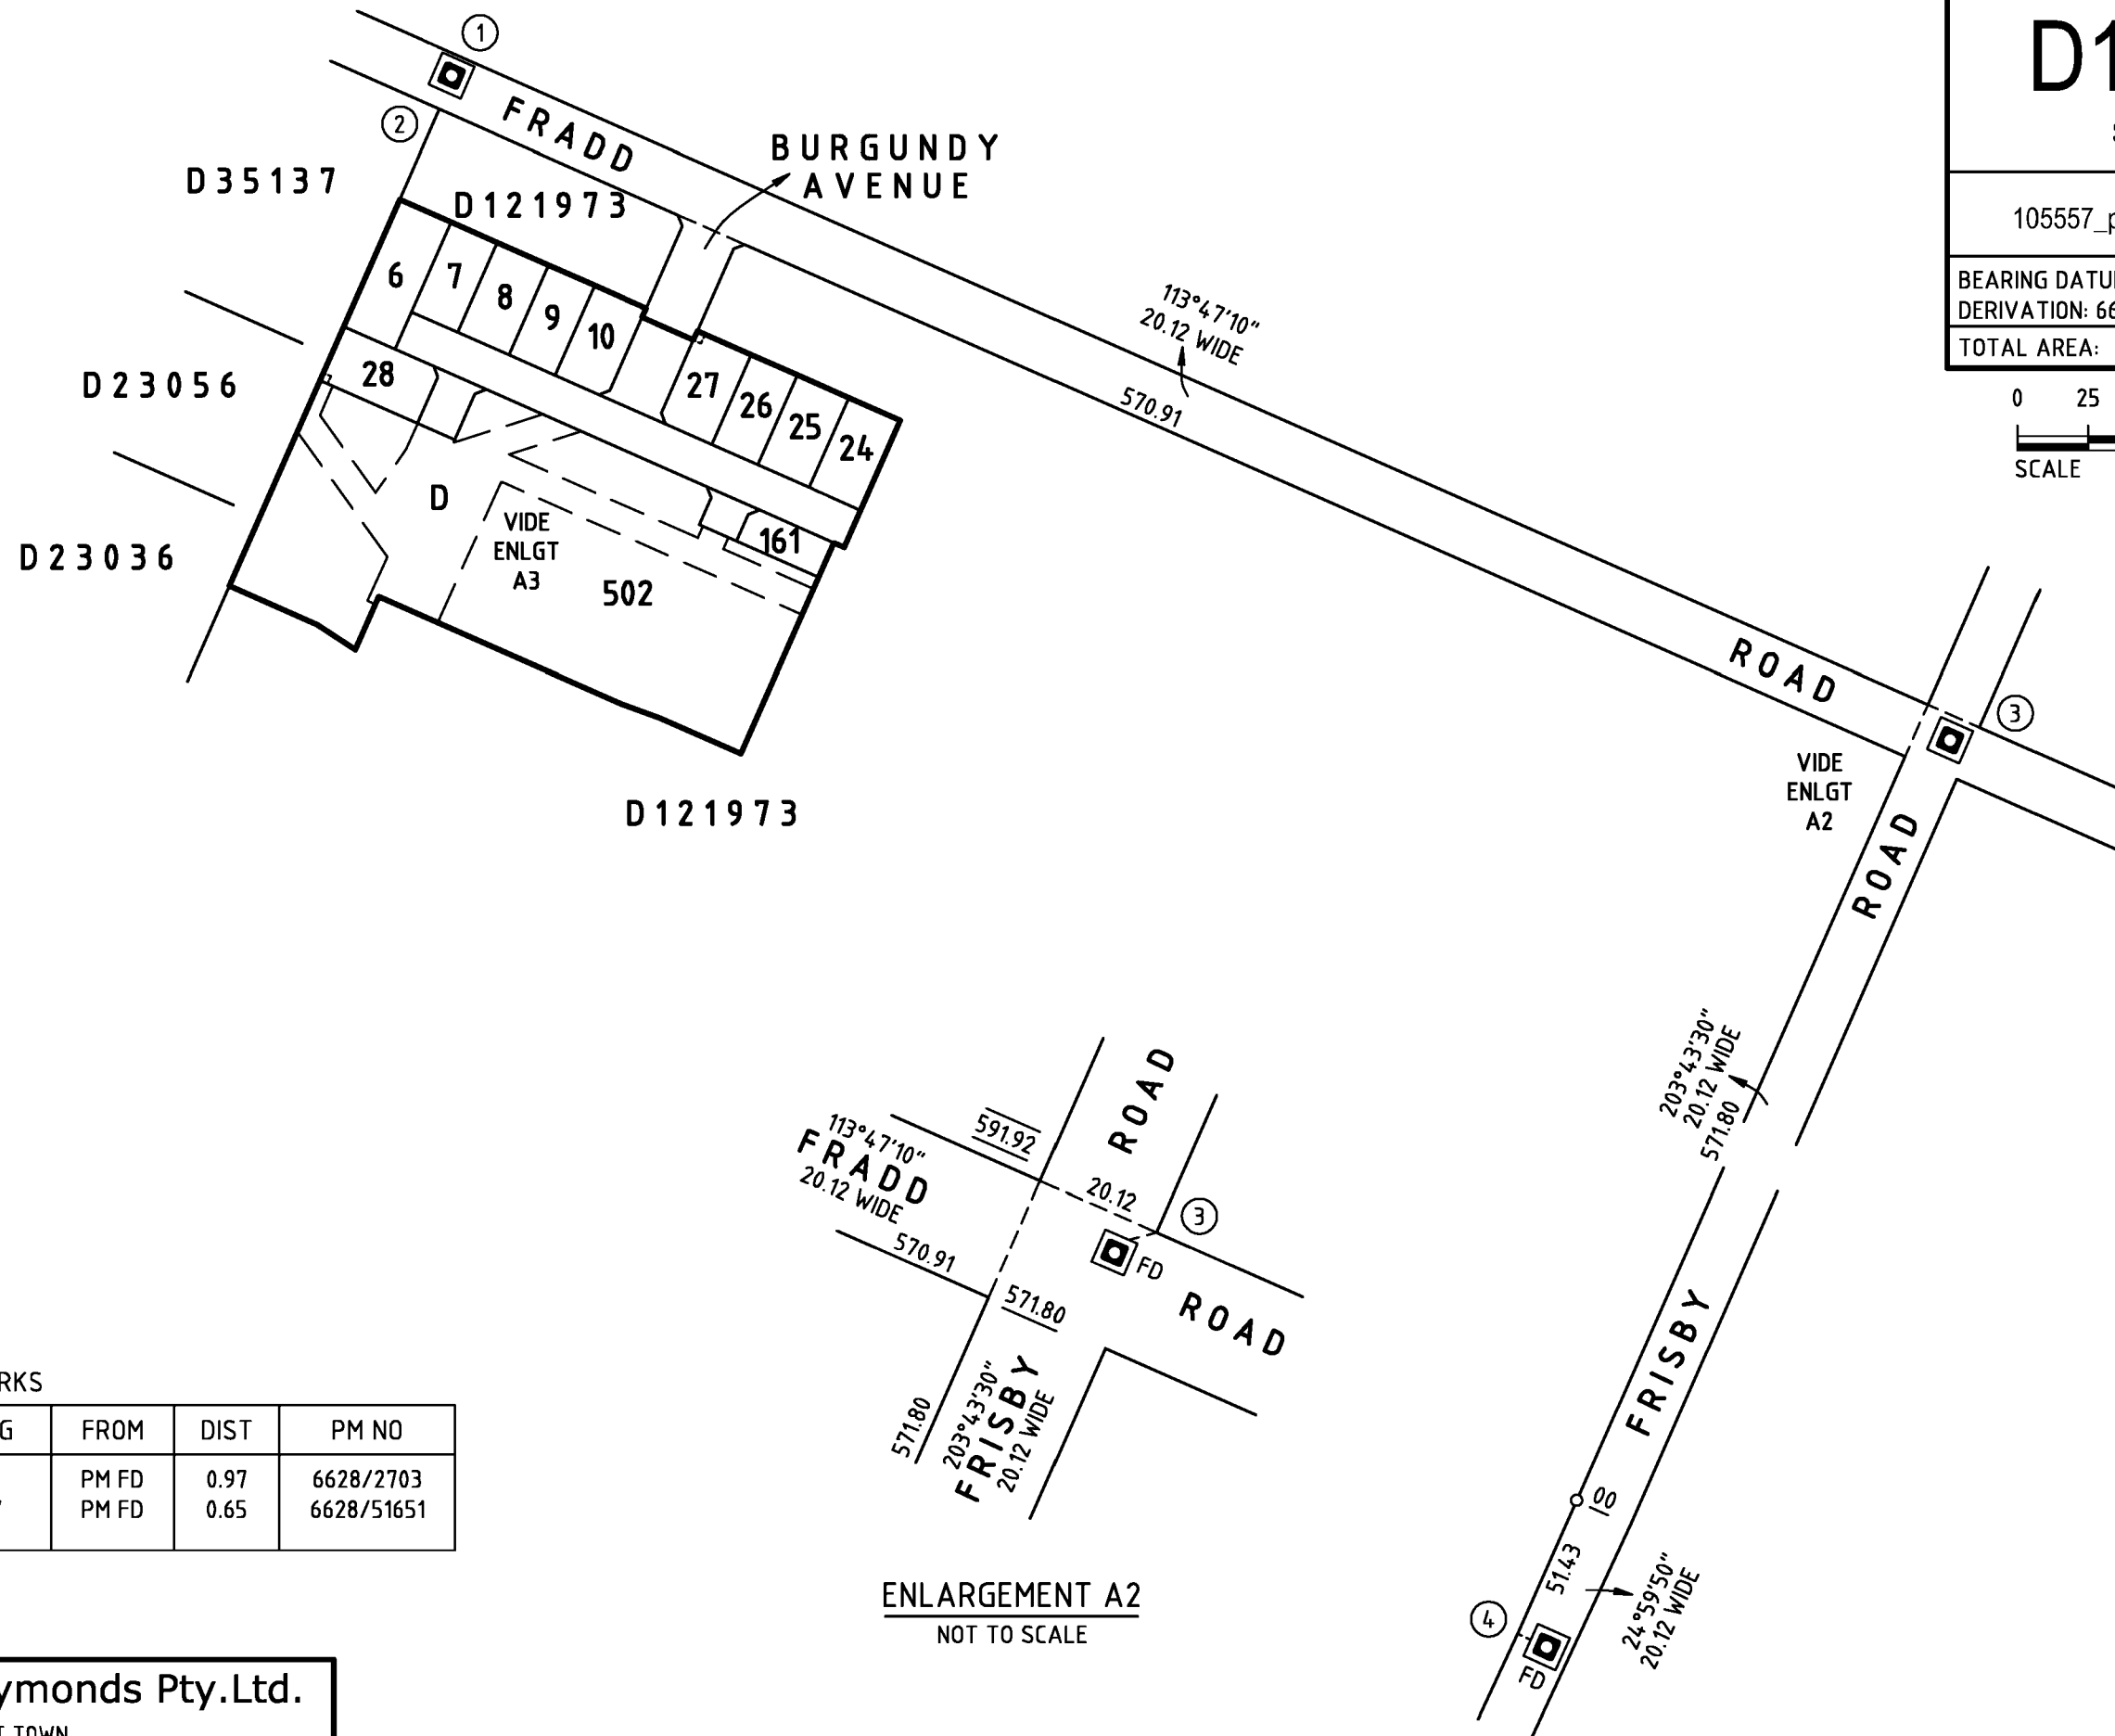 1
2
FRADD
BURGUNDY
AVENUE
D35137
D121973
6
7
8
9
10
28
27
26
25
24
D23056
D
VIDE
ENLGT
A3
161
502
D23036
D121973
113°47'10"
20.12 WIDE
570.91
ROAD
3
VIDE
ENLGT
A2
ROAD
105557_p
BEARING DATU
DERIVATION: 66
TOTAL AREA:
0 25
SCALE
203°43'30"
20.12 WIDE
571.80
FRISBY
00
51.43
24°59'50"
20.12 WIDE
4
FD
ROAD
591.92
113°47'10"
FRADD
20.12 WIDE
20.12
3
570.91
FD
571.80
ROAD
571.80
203°43'30"
FRISBY
20.12 WIDE
ENLARGEMENT A2
NOT TO SCALE
RKS
G FROM DIST PM NO
PM FD 0.97 6628/2703
PM FD 0.65 6628/51651
ymonds Pty.Ltd.